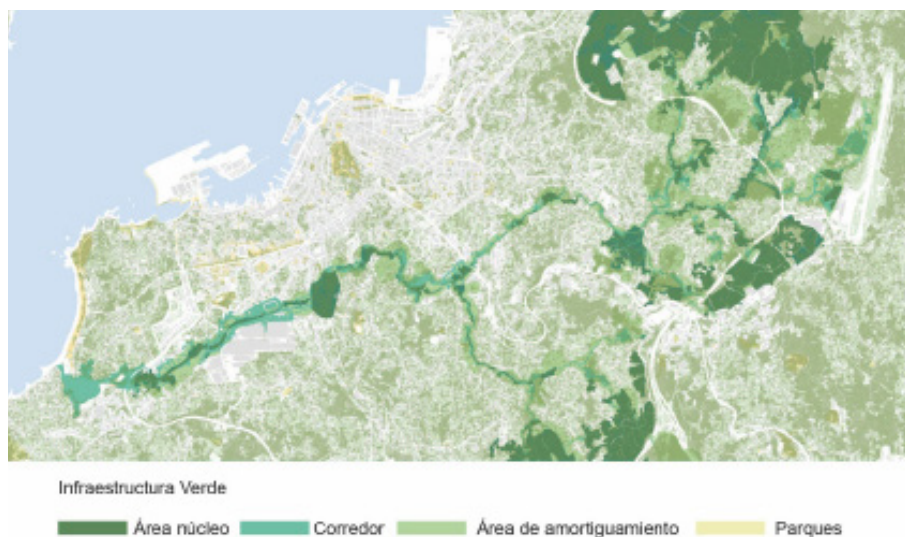 Infraestructura Verde
Área núcleo Corredor Área de amortiguamiento Parques